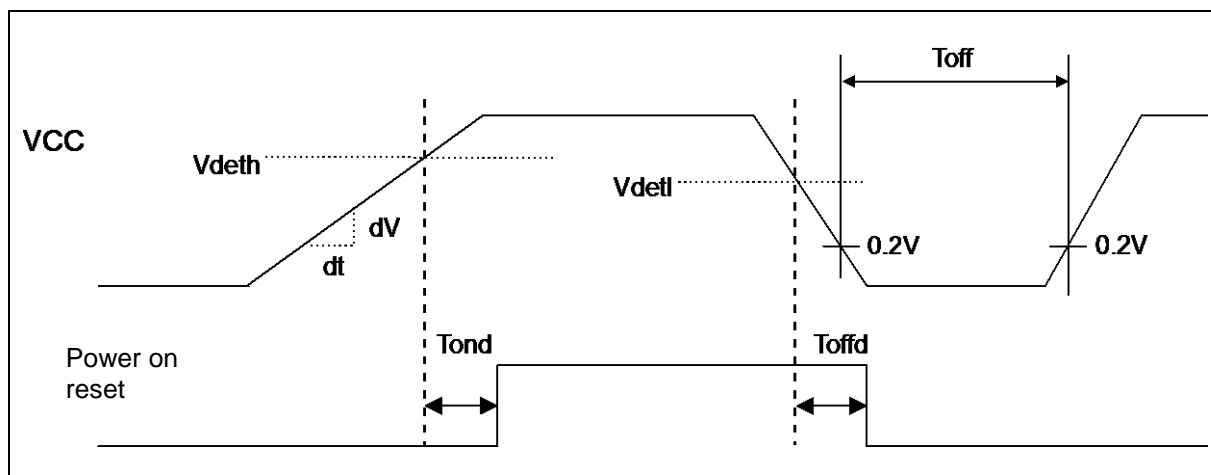 Toff
VCC
Vdeth
Vdetl
dV
dt
0.2V
0.2V
Power on
reset
Tond
Toffd